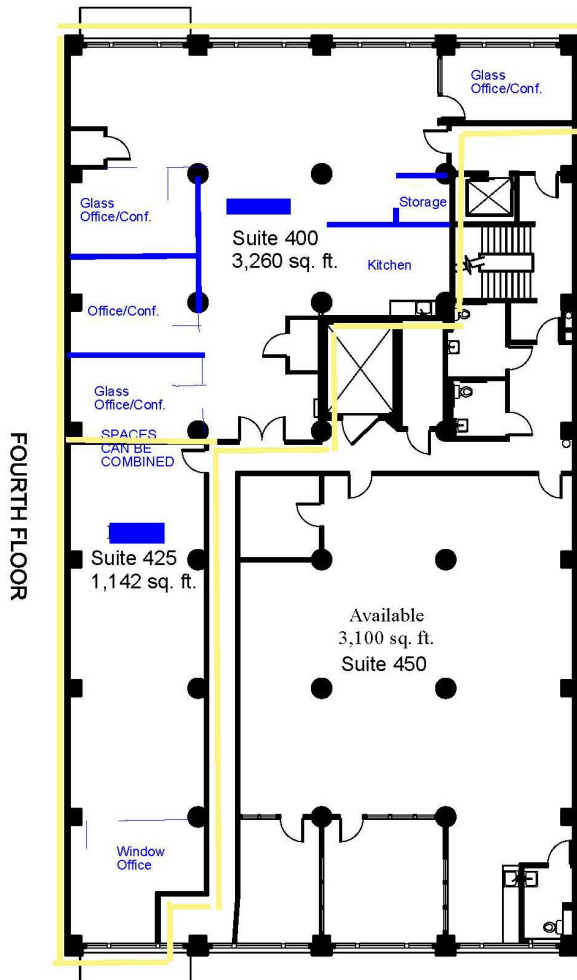 Glass
Office/Conf.
Glass
Office/Conf.
Storage
Suite 400
3,260 sq. ft.
Kitchen
Office/Conf.
Glass
Office/Conf.
SPACES
CAN BE
COMBINED
FOURTH FLOOR
Suite 425
1,142 sq. ft.
Available
3,100 sq. ft.
Suite 450
Window
Office